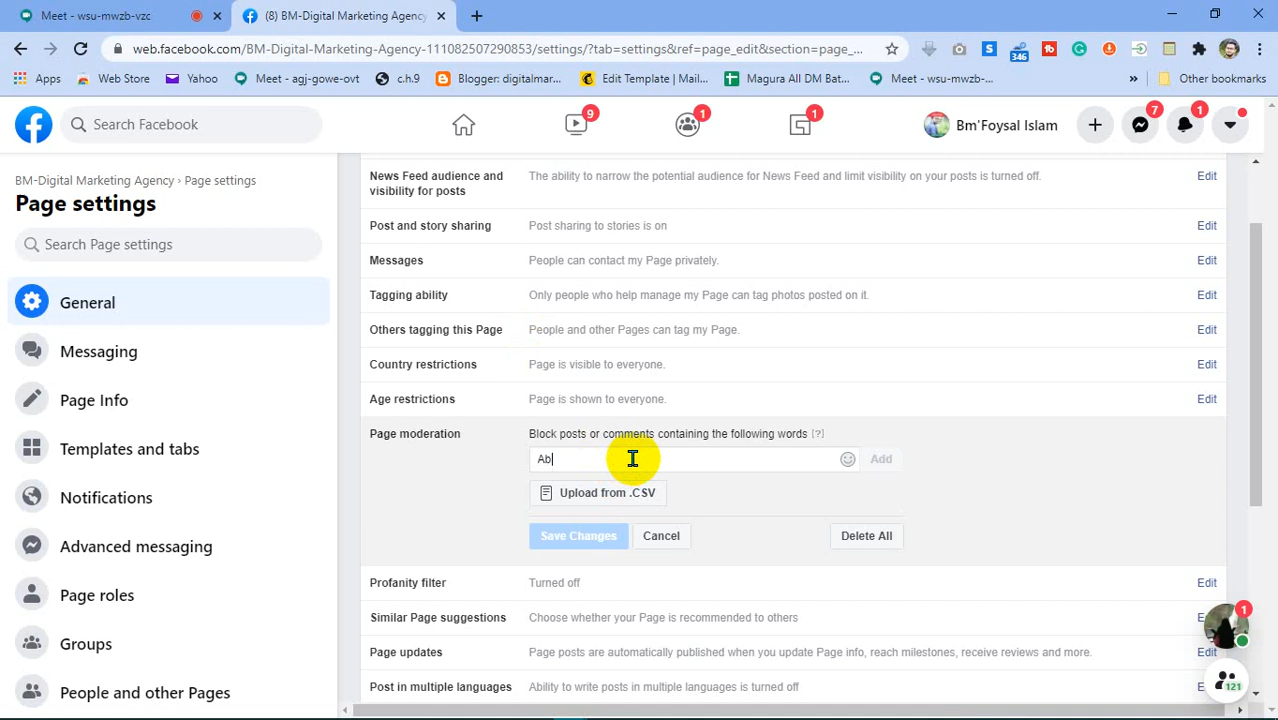 Meet - wsu-mwzb-vzc
(8) BM-Digital Marketing Agency
web.facebook.com/BM-Digital-Marketing-Agency-111082507290853/settings/?tab=settings&ref=page_edit&section=page_...
346
Apps
Web Store
Yahoo
Meet - agj-gowe-ovt
c.h.9
Blogger: digitalmar...
Edit Template | Mail...
Magura All DM Bat...
Meet - wsu-mwzb-...
»
Other bookmarks
Search Facebook
9
1
1
Bm'Foysal Islam
7
1
BM-Digital Marketing Agency › Page settings
Page settings
Search Page settings
General
Messaging
Page Info
Templates and tabs
Notifications
Advanced messaging
Page roles
Groups
People and other Pages
News Feed audience and visibility for posts
The ability to narrow the potential audience for News Feed and limit visibility on your posts is turned off.
Edit
Post and story sharing
Post sharing to stories is on
Edit
Messages
People can contact my Page privately.
Edit
Tagging ability
Only people who help manage my Page can tag photos posted on it.
Edit
Others tagging this Page
People and other Pages can tag my Page.
Edit
Country restrictions
Page is visible to everyone.
Edit
Age restrictions
Page is shown to everyone.
Edit
Page moderation
Block posts or comments containing the following words [?]
Ab
Add
Upload from .CSV
Save Changes
Cancel
Delete All
Profanity filter
Turned off
Edit
Similar Page suggestions
Choose whether your Page is recommended to others
Page updates
Page posts are automatically published when you update Page info, reach milestones, receive reviews and more.
Edit
Post in multiple languages
Ability to write posts in multiple languages is turned off
1
121